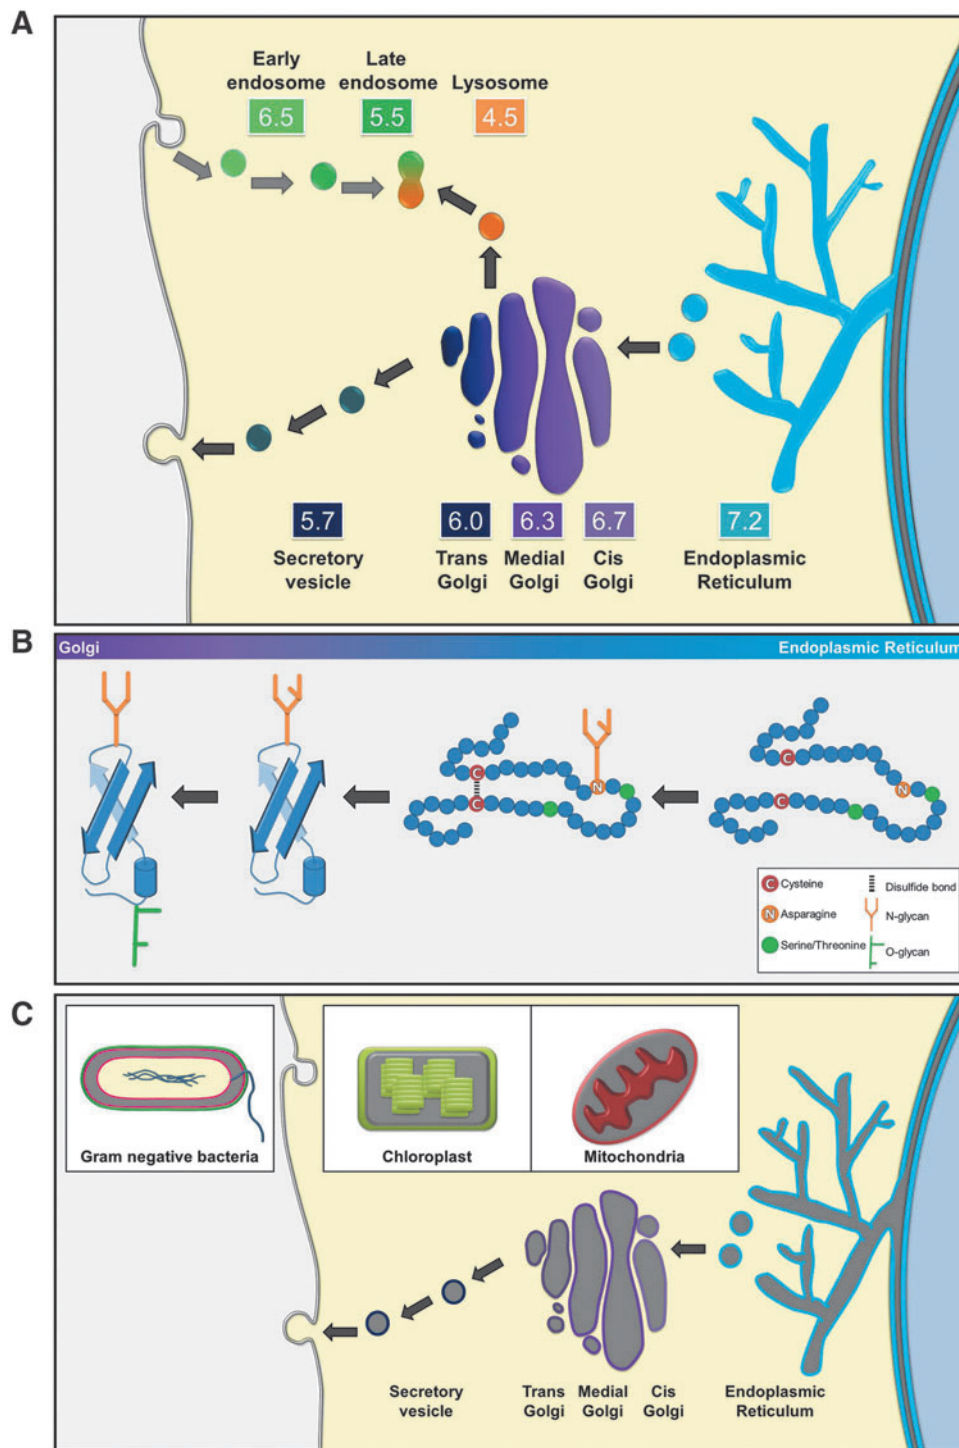 A
Early
endosome
6.5
Late
endosome
5.5
Lysosome
4.5
5.7
Secretory
vesicle
6.0
Trans
Golgi
6.3
Medial
Golgi
6.7
Cis
Golgi
7.2
Endoplasmic
Reticulum
B
Golgi
Endoplasmic Reticulum
C
C
N
C
C
N
C Cysteine
Disulfide bond
N Asparagine
N-glycan
Serine/Threonine
O-glycan
C
Gram negative bacteria
Chloroplast
Mitochondria
Secretory
vesicle
Trans
Golgi
Medial
Golgi
Cis
Golgi
Endoplasmic
Reticulum